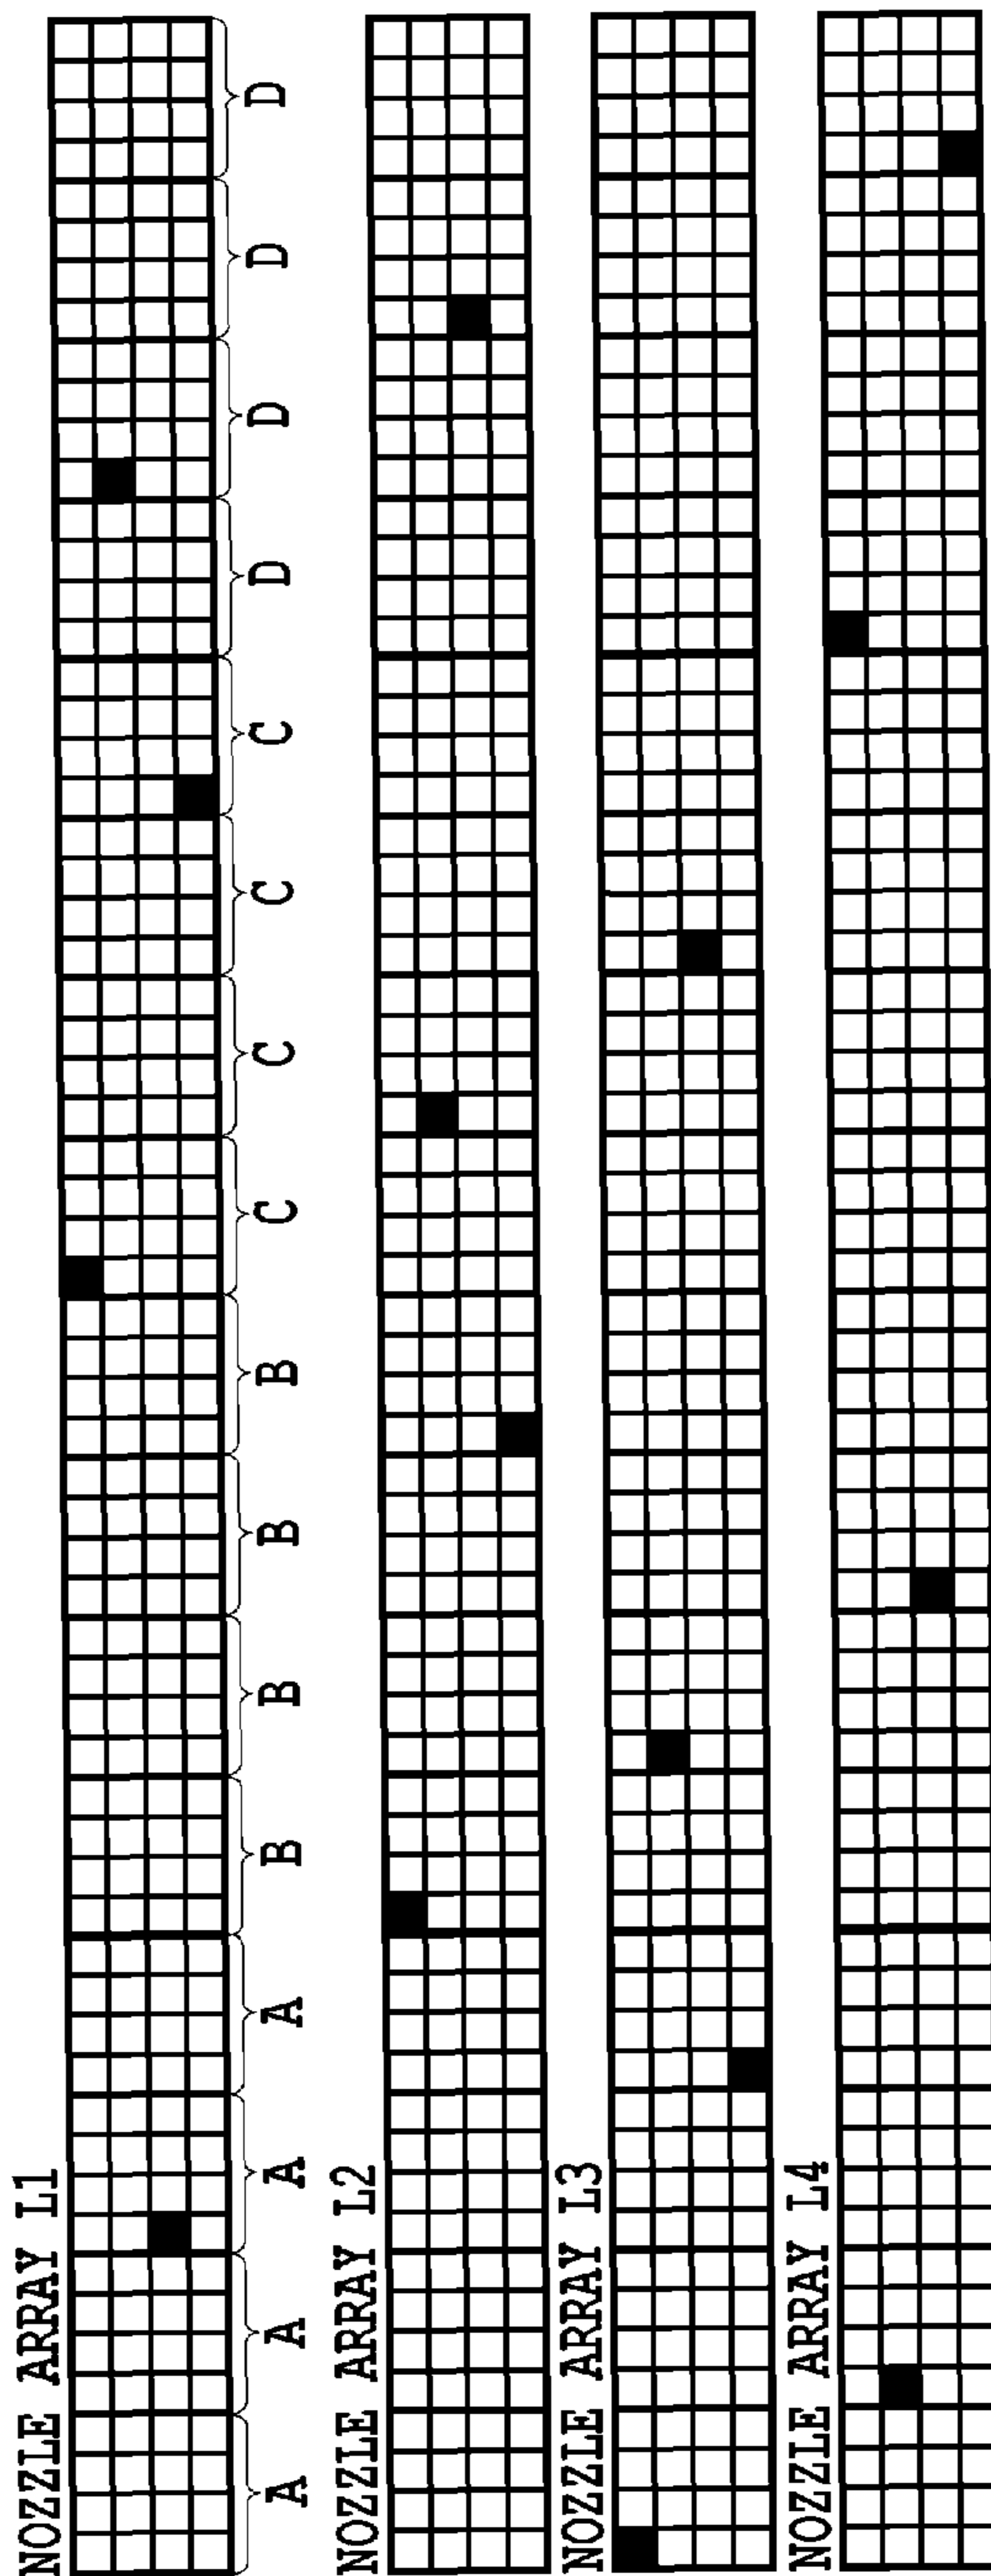 NOZZLE ARRAY L1
A A A A B B B B C C C C D D D D
NOZZLE ARRAY L2
NOZZLE ARRAY L3
NOZZLE ARRAY L4